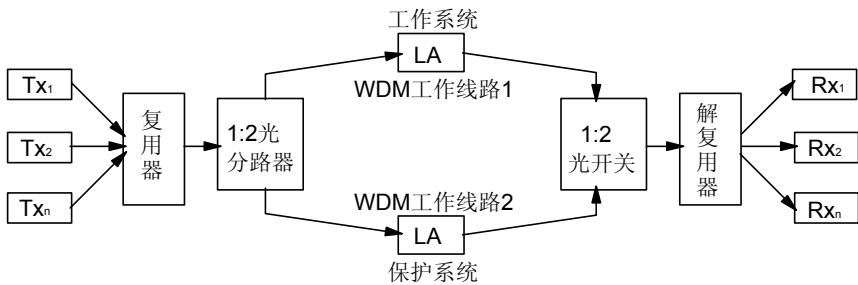 工作系统
LA
WDM工作线路1
Tx1
Tx2
Txn
复用器
1:2光
分路器
1:2
光开关
解复用器
Rx1
Rx2
Rxn
WDM工作线路2
LA
保护系统